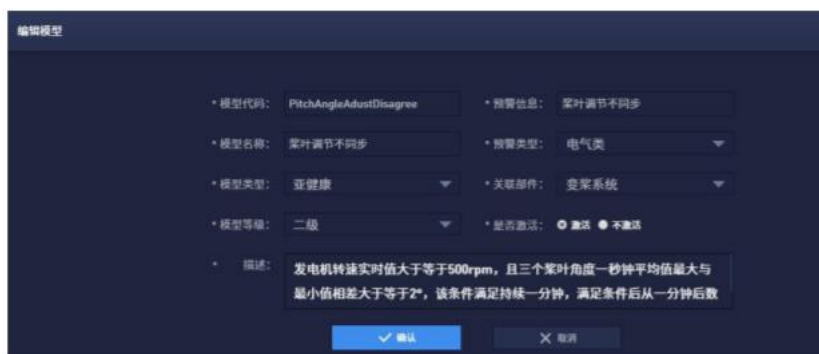 编辑模型
* 模型代码： PitchAngleAdustDisagree * 预警信息： 桨叶调节不同步
* 模型名称： 桨叶调节不同步 * 预警类型： 电气类
* 模型类型： 亚健康 * 关联部件： 变桨系统
* 模型等级： 二级 * 是否激活： 激活 不激活
* 描述： 发电机转速实时值大于等于500rpm，且三个桨叶角度一秒钟平均值最大与
最小值相差大于等于2°，该条件满足持续一分钟，满足条件后从一分钟后数
确认 取消